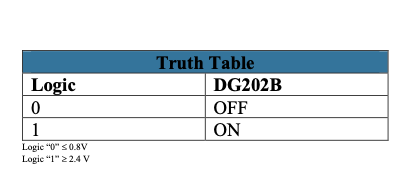 Truth Table
Logic DG202B
0 OFF
1 ON
Logic “0” ≤ 0.8V
Logic “1” ≥ 2.4 V